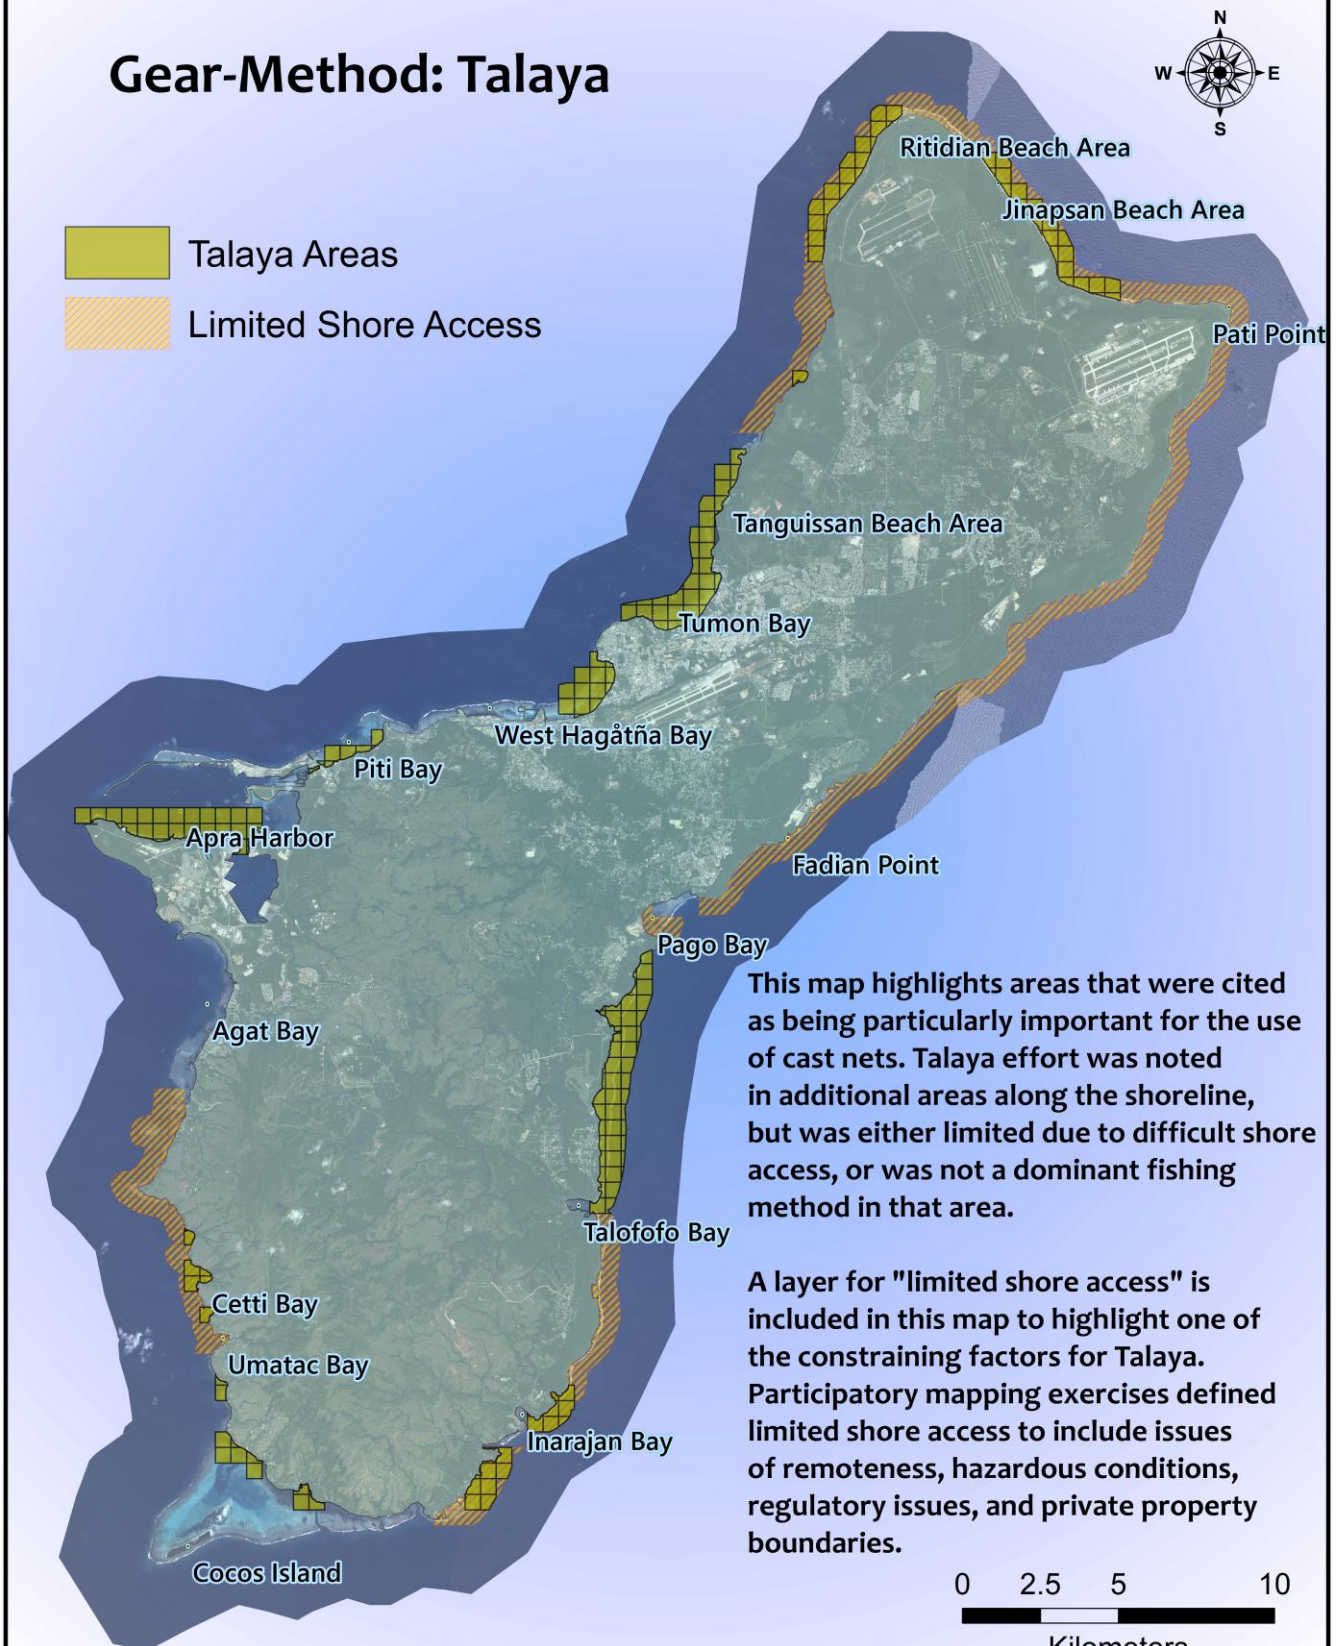 Gear-Method: Talaya
N
W
E
S
Talaya Areas
Limited Shore Access
Ritidian Beach Area
Jinapsan Beach Area
Pati Point
Tanguissan Beach Area
Tumon Bay
West Hagåtña Bay
Piti Bay
Apra Harbor
Fadian Point
Pago Bay
Agat Bay
Talofofo Bay
Cetti Bay
Umatac Bay
Inarajan Bay
Cocos Island
This map highlights areas that were cited
as being particularly important for the use
of cast nets. Talaya effort was noted
in additional areas along the shoreline,
but was either limited due to difficult shore
access, or was not a dominant fishing
method in that area.
A layer for "limited shore access" is
included in this map to highlight one of
the constraining factors for Talaya.
Participatory mapping exercises defined
limited shore access to include issues
of remoteness, hazardous conditions,
regulatory issues, and private property
boundaries.
0 2.5 5 10
Kilometers